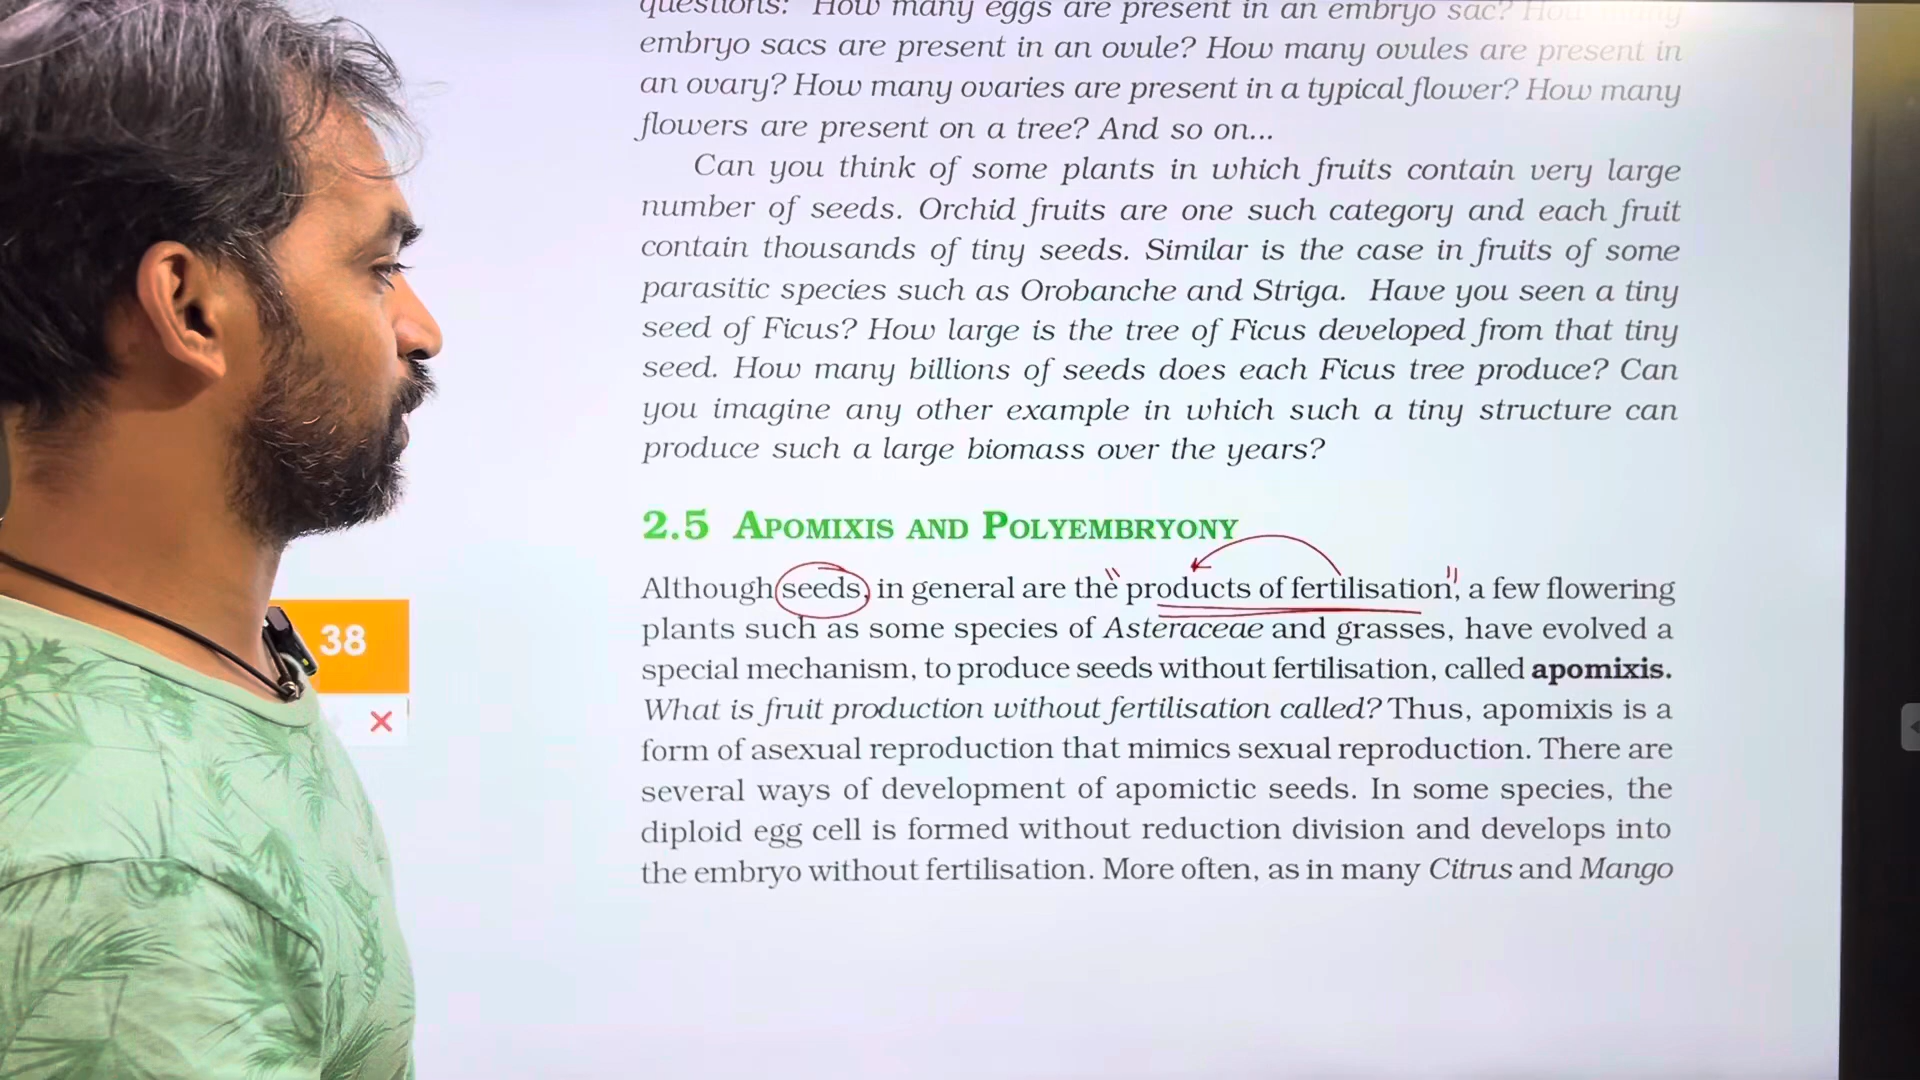 questions: How many eggs are present in an embryo sac? How many
embryo sacs are present in an ovule? How many ovules are present in
an ovary? How many ovaries are present in a typical flower? How many
flowers are present on a tree? And so on...
Can you think of some plants in which fruits contain very large
number of seeds. Orchid fruits are one such category and each fruit
contain thousands of tiny seeds. Similar is the case in fruits of some
parasitic species such as Orobanche and Striga. Have you seen a tiny
seed of Ficus? How large is the tree of Ficus developed from that tiny
seed. How many billions of seeds does each Ficus tree produce? Can
you imagine any other example in which such a tiny structure can
produce such a large biomass over the years?
2.5 APOMIXIS AND POLYEMBRYONY
Although seeds, in general are the products of fertilisation, a few flowering
plants such as some species of Asteraceae and grasses, have evolved a
special mechanism, to produce seeds without fertilisation, called apomixis.
What is fruit production without fertilisation called? Thus, apomixis is a
form of asexual reproduction that mimics sexual reproduction. There are
several ways of development of apomictic seeds. In some species, the
diploid egg cell is formed without reduction division and develops into
the embryo without fertilisation. More often, as in many Citrus and Mango
38